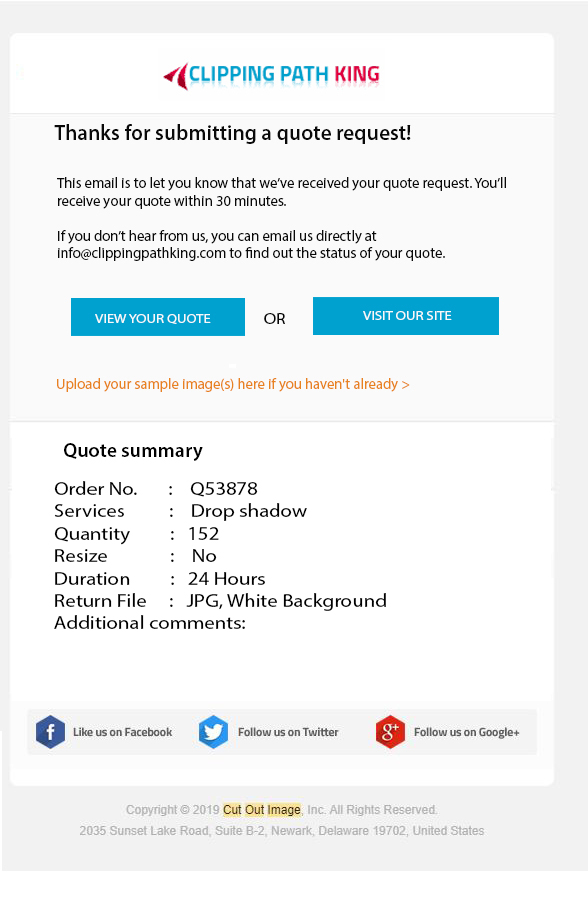 CLIPPING PATH KING
Thanks for submitting a quote request!
This email is to let you know that we've received your quote request. You'll
receive your quote within 30 minutes.
If you don't hear from us, you can email us directly at
info@clippingpathking.com to find out the status of your quote.
VIEW YOUR QUOTE OR VISIT OUR SITE
Upload your sample image(s) here if you haven't already >
Quote summary
Order No. : Q53878
Services : Drop shadow
Quantity : 152
Resize : No
Duration : 24 Hours
Return File : JPG, White Background
Additional comments:
f Like us on Facebook Follow us on Twitter g+ Follow us on Google+
Copyright © 2019 Cut Out Image, Inc. All Rights Reserved.
2035 Sunset Lake Road, Suite B-2, Newark, Delaware 19702, United States